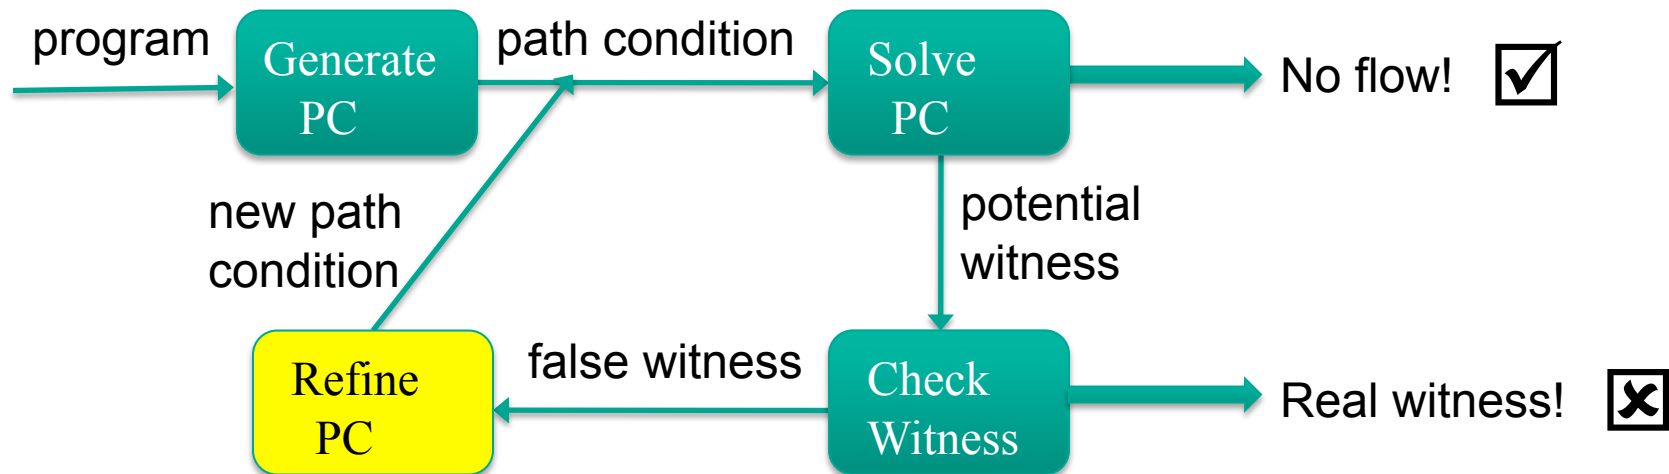 program
Generate
PC
path condition
Solve
PC
No flow!
new path
condition
potential
witness
Refine
PC
false witness
Check
Witness
Real witness!